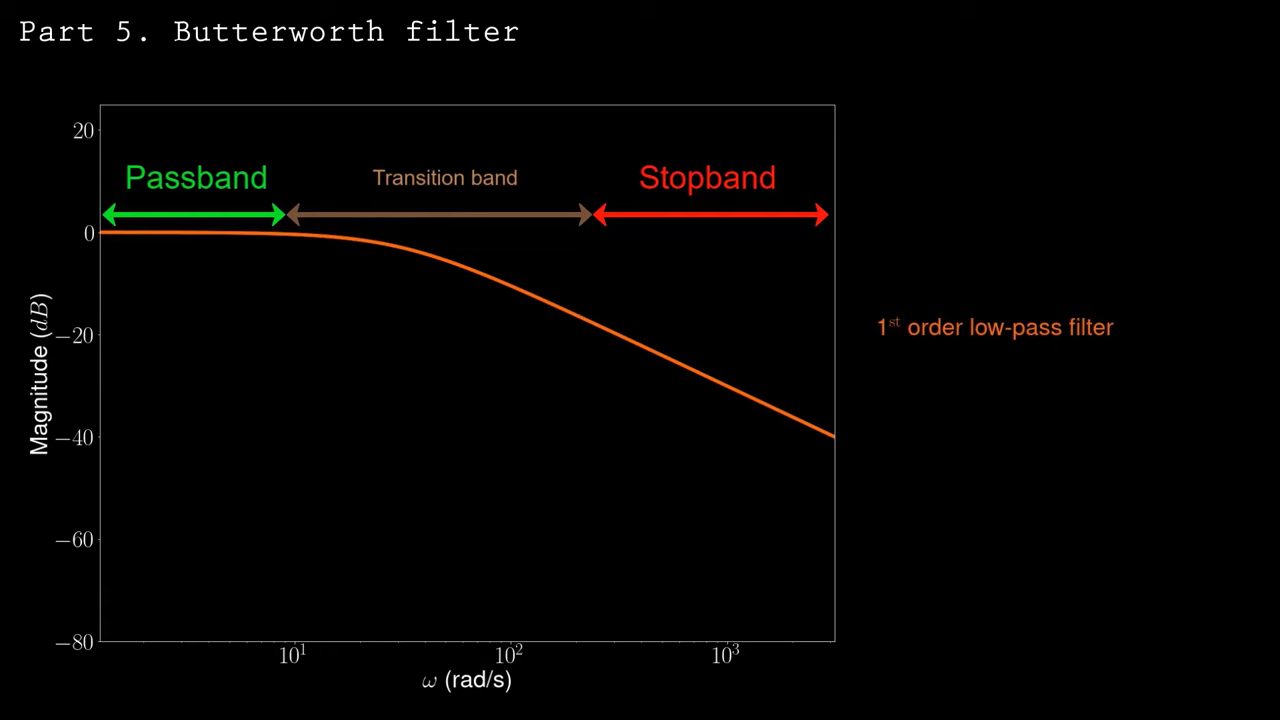 Part 5. Butterworth filter
20
Passband
Transition band
Stopband
0
Magnitude (dB)
−20
1st order low-pass filter
−40
−60
−80
10¹
10²
10³
ω (rad/s)